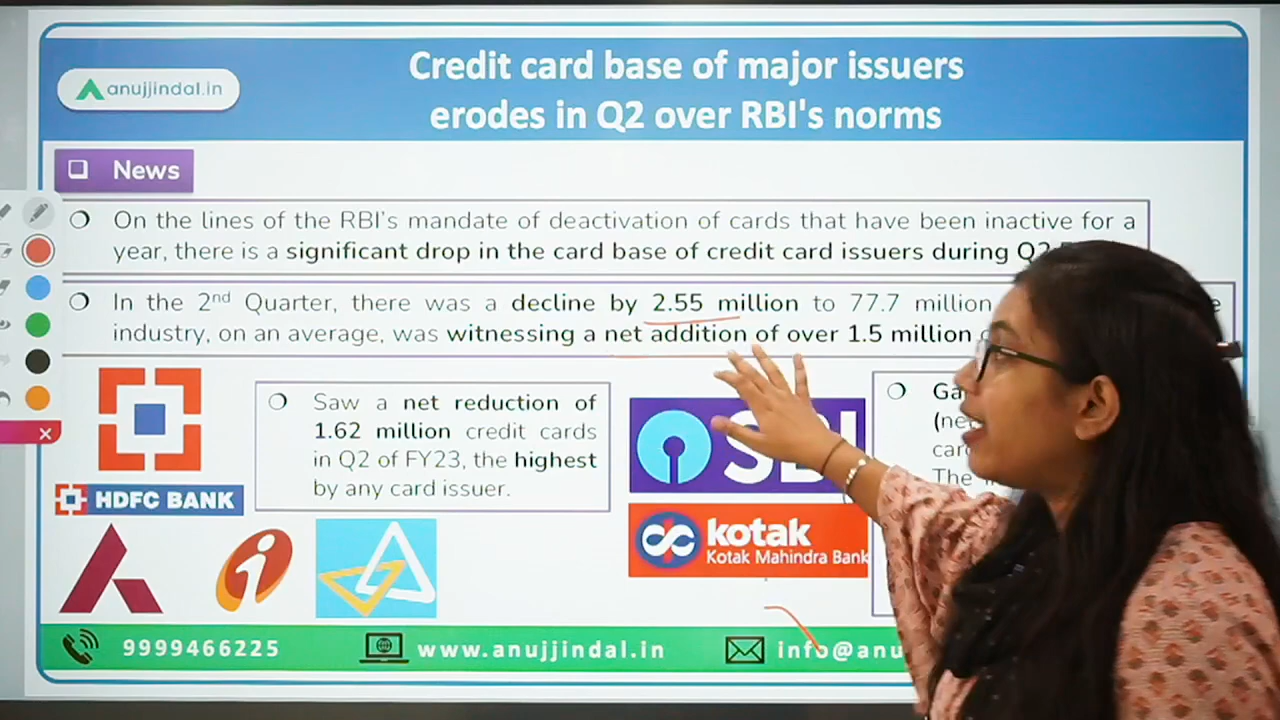 Credit card base of major issuers
erodes in Q2 over RBI's norms
anujjindal.in
News
On the lines of the RBI's mandate of deactivation of cards that have been inactive for a
year, there is a significant drop in the card base of credit card issuers during Q2
In the 2nd Quarter, there was a decline by 2.55 million to 77.7 million
industry, on an average, was witnessing a net addition of over 1.5 million
Saw a net reduction of
1.62 million credit cards
in Q2 of FY23, the highest
by any card issuer.
HDFC BANK
SBI
kotak
Kotak Mahindra Bank
The
9999466225
www.anujjindal.in